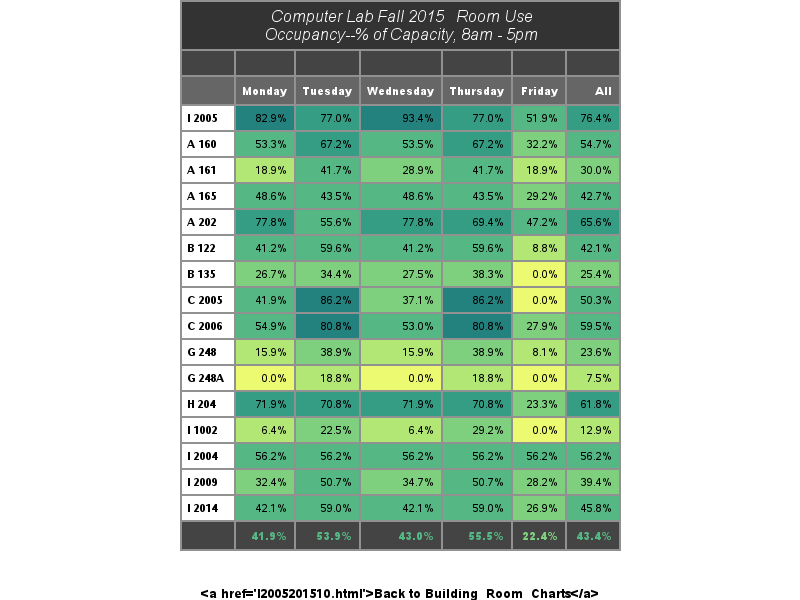 Computer Lab Fall 2015 Room Use
Occupancy--% of Capacity, 8am - 5pm
Monday Tuesday Wednesday Thursday Friday All
I 2005 82.9% 77.0% 93.4% 77.0% 51.9% 76.4%
A 160 53.3% 67.2% 53.5% 67.2% 32.2% 54.7%
A 161 18.9% 41.7% 28.9% 41.7% 18.9% 30.0%
A 165 48.6% 43.5% 48.6% 43.5% 29.2% 42.7%
A 202 77.8% 55.6% 77.8% 69.4% 47.2% 65.6%
B 122 41.2% 59.6% 41.2% 59.6% 8.8% 42.1%
B 135 26.7% 34.4% 27.5% 38.3% 0.0% 25.4%
C 2005 41.9% 86.2% 37.1% 86.2% 0.0% 50.3%
C 2006 54.9% 80.8% 53.0% 80.8% 27.9% 59.5%
G 248 15.9% 38.9% 15.9% 38.9% 8.1% 23.6%
G 248A 0.0% 18.8% 0.0% 18.8% 0.0% 7.5%
H 204 71.9% 70.8% 71.9% 70.8% 23.3% 61.8%
I 1002 6.4% 22.5% 6.4% 29.2% 0.0% 12.9%
I 2004 56.2% 56.2% 56.2% 56.2% 56.2% 56.2%
I 2009 32.4% 50.7% 34.7% 50.7% 28.2% 39.4%
I 2014 42.1% 59.0% 42.1% 59.0% 26.9% 45.8%
41.9% 53.9% 43.0% 55.5% 22.4% 43.4%
<a href='I2005201510.html'>Back to Building Room Charts</a>